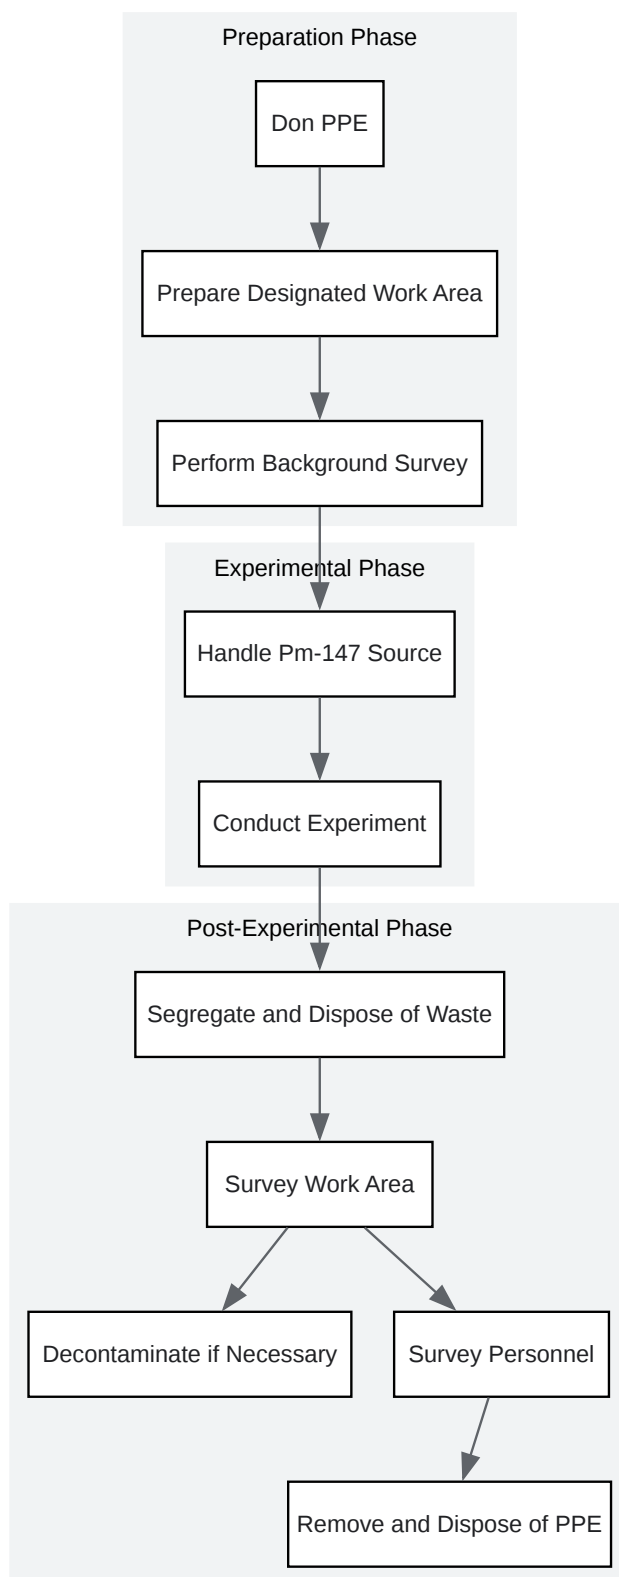 Preparation Phase
Don PPE
Prepare Designated Work Area
Perform Background Survey
Experimental Phase
Handle Pm-147 Source
Conduct Experiment
Post-Experimental Phase
Segregate and Dispose of Waste
Survey Work Area
Decontaminate if Necessary
Survey Personnel
Remove and Dispose of PPE